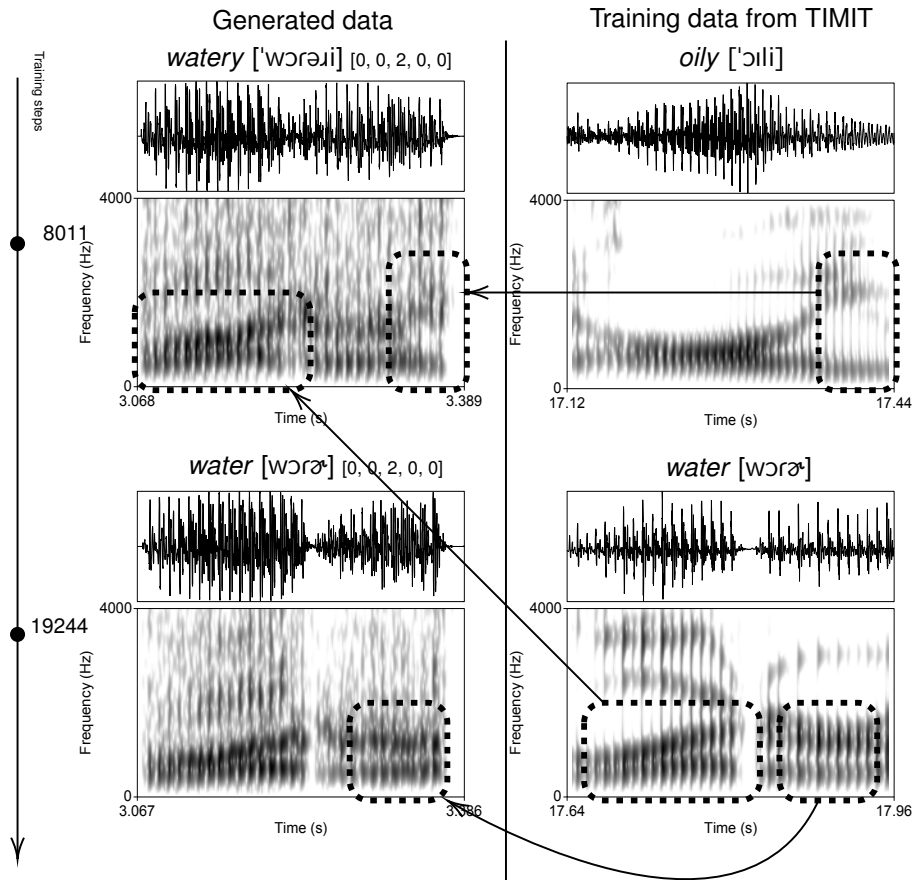 Generated data
Training data from TIMIT
Training steps
watery [ˈwɔɾəɹi] [0, 0, 2, 0, 0]
oily [ˈɔɪli]
4000
Frequency (Hz)
0
3.068
3.389
Time (s)
4000
Frequency (Hz)
0
17.12
17.44
Time (s)
8011
water [wɔɾɚ] [0, 0, 2, 0, 0]
water [wɔɾɚ]
4000
Frequency (Hz)
0
3.067
3.386
Time (s)
4000
Frequency (Hz)
0
17.64
17.96
Time (s)
19244